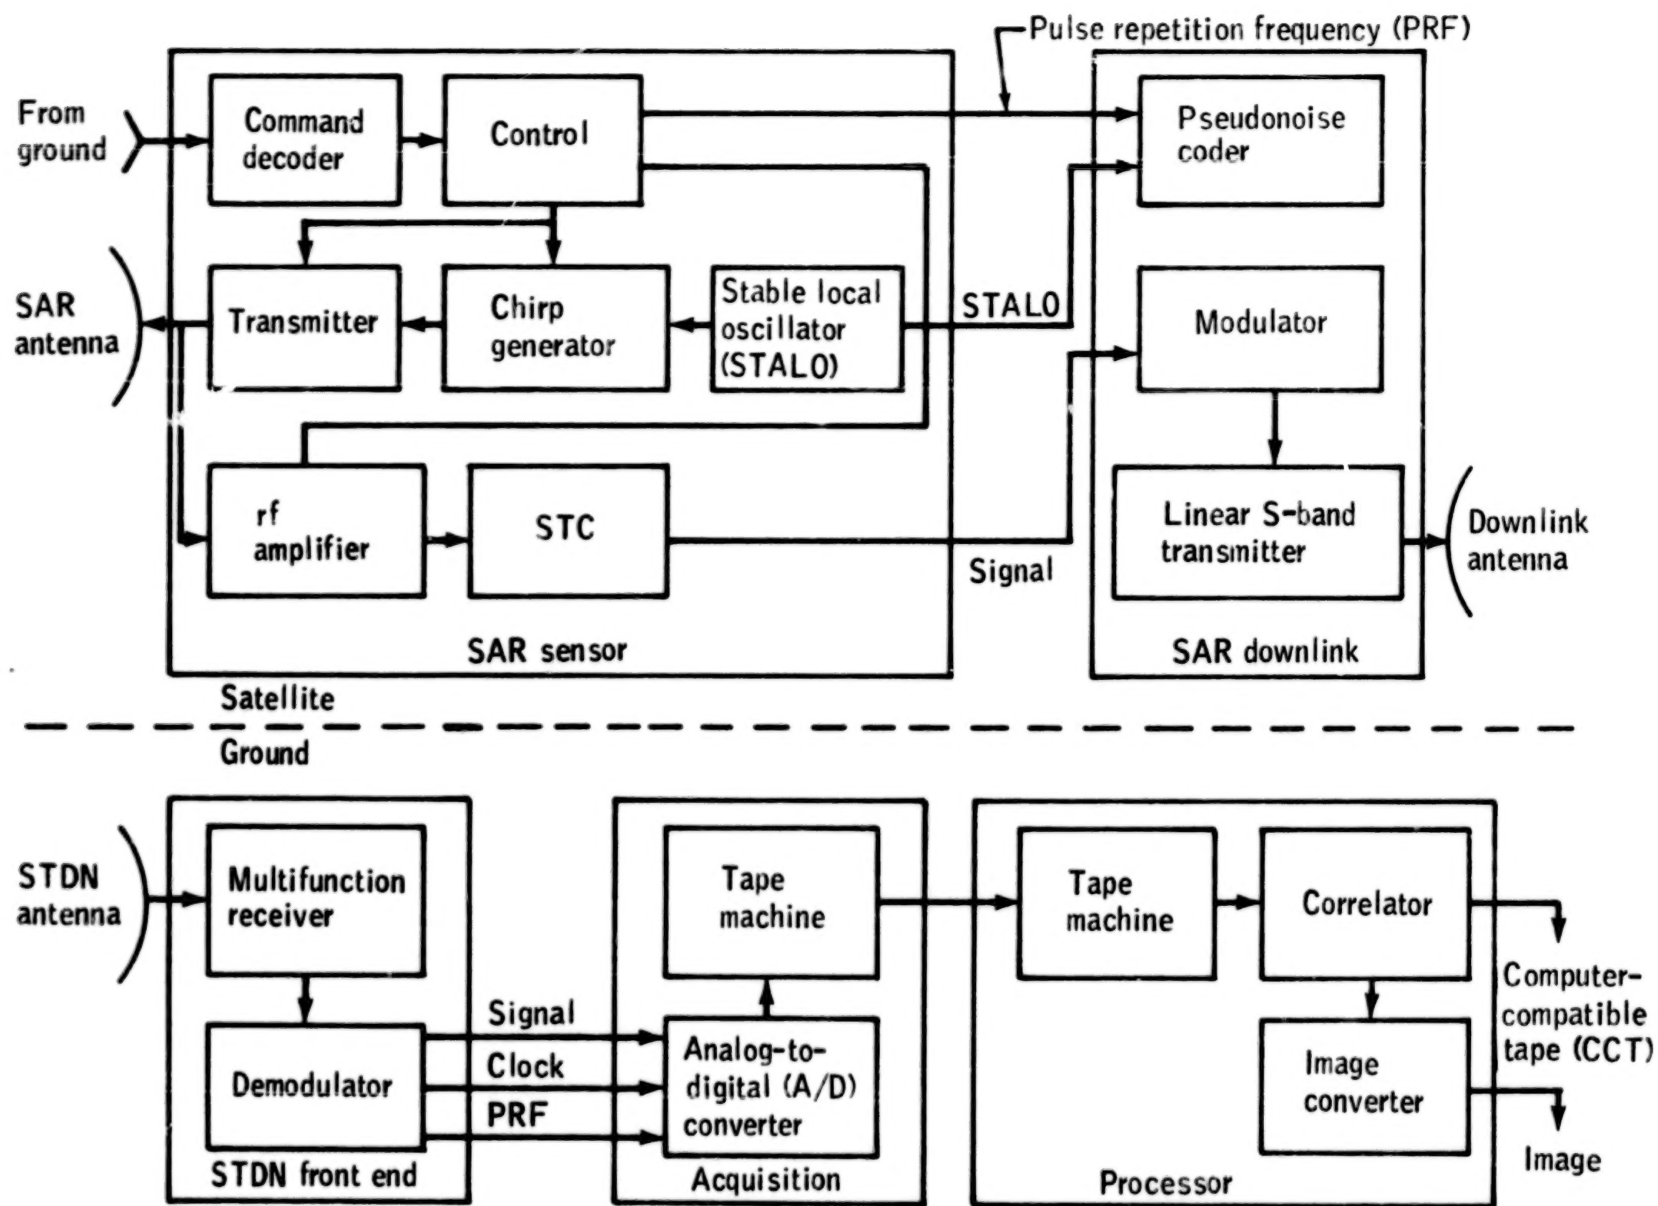 Pulse repetition frequency (PRF)
From
ground
Command
decoder
Control
Pseudonoise
coder
SAR
antenna
Transmitter
Chirp
generator
Stable local
oscillator
(STALO)
STALO
Modulator
rf
amplifier
STC
Signal
Linear S-band
transmitter
Downlink
antenna
SAR sensor
SAR downlink
Satellite
Ground
STDN
antenna
Multifunction
receiver
Demodulator
STDN front end
Signal
Clock
PRF
Tape
machine
Analog-to-
digital (A/D)
converter
Acquisition
Tape
machine
Correlator
Image
converter
Processor
Computer-
compatible
tape (CCT)
Image